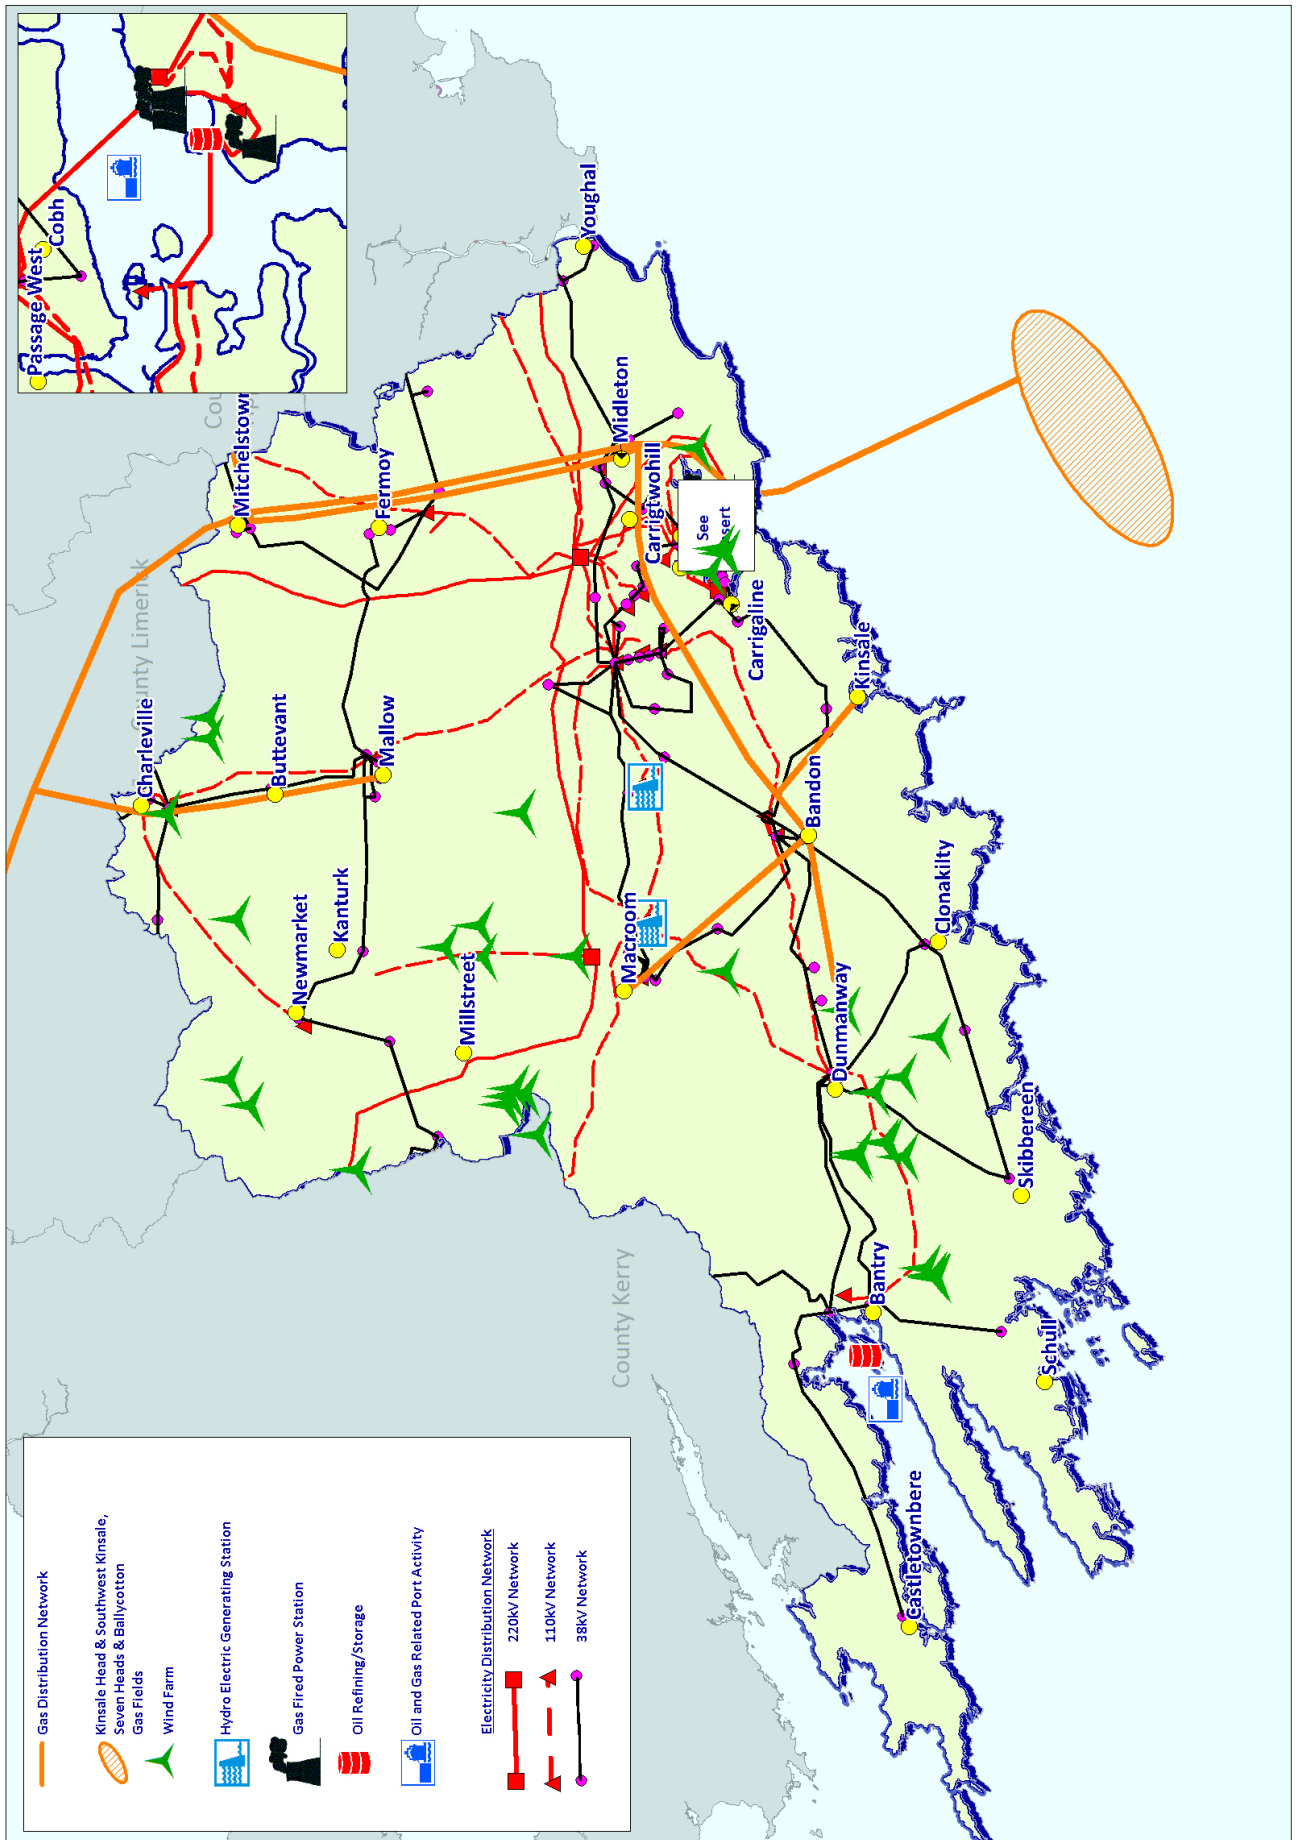 Gas Distribution Network
Kinsale Head & Southwest Kinsale,
Seven Heads & Ballycotton
Gas Fields
Wind Farm
Hydro Electric Generating Station
Gas Fired Power Station
Oil Refining/Storage
Oil and Gas Related Port Activity
Electricity Distribution Network
220kV Network
110kV Network
38kV Network
Passage West
Cobh
County Limerick
County Kerry
Charleville
Mitchelstown
Buttevant
Newmarket
Kanturk
Mallow
Fermoy
Millstreet
Youghal
Midleton
Carrigtwohill
Macroom
See
Carrigaline
Bandon
Kinsale
Dunmanway
Clonakilty
Bantry
Skibbereen
Schull
Castletownbere